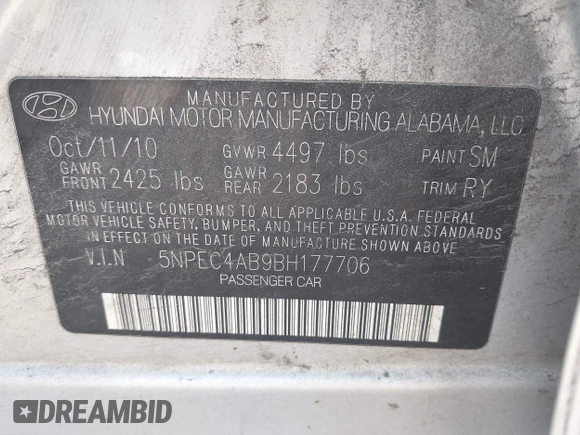 MANUFACTURED BY
HYUNDAI MOTOR MANUFACTURING ALABAMA, LLC
Oct/11/10 GVWR 4497 lbs PAINT SM
GAWR FRONT 2425 lbs GAWR REAR 2183 lbs TRIM RY
THIS VEHICLE CONFORMS TO ALL APPLICABLE U.S.A. FEDERAL
MOTOR VEHICLE SAFETY, BUMPER, AND THEFT PREVENTION STANDARDS
IN EFFECT ON THE DATE OF MANUFACTURE SHOWN ABOVE.
V.I.N 5NPEC4AB9BH177706
PASSENGER CAR
DREAMBID